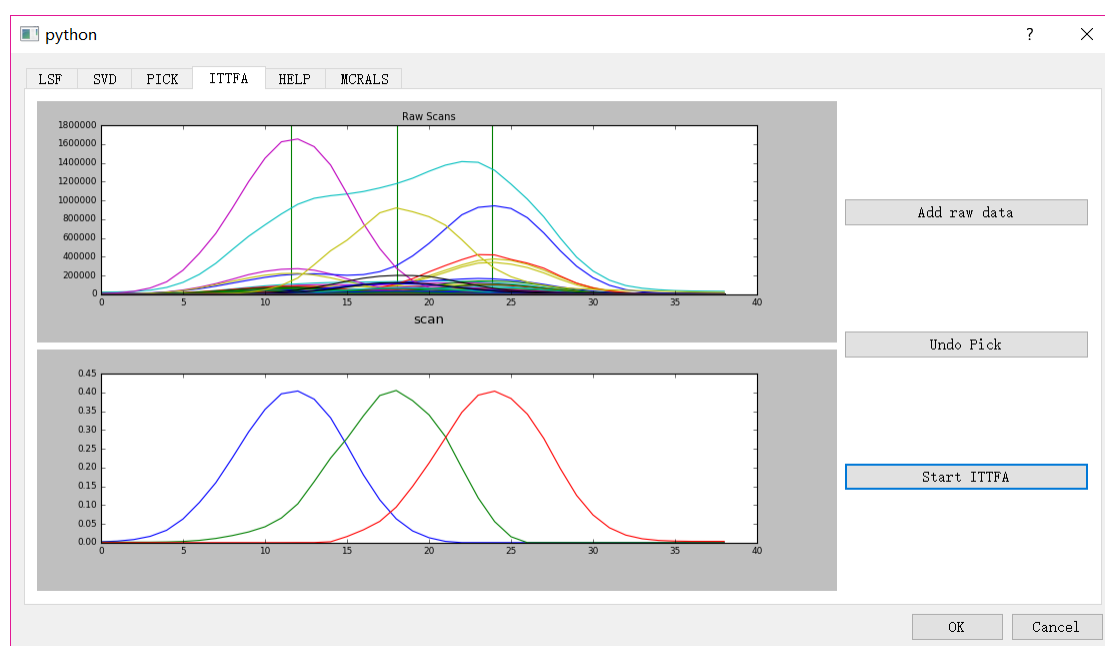 python ?
LSF SVD PICK ITTFA HELP MCRALS
Raw Scans
1800000
1600000
1400000
1200000
1000000
800000
600000
400000
200000
0
0 5 10 15 20 25 30 35 40
scan
0.45
0.40
0.35
0.30
0.25
0.20
0.15
0.10
0.05
0.00
0 5 10 15 20 25 30 35 40
Add raw data
Undo Pick
Start ITTFA
OK Cancel